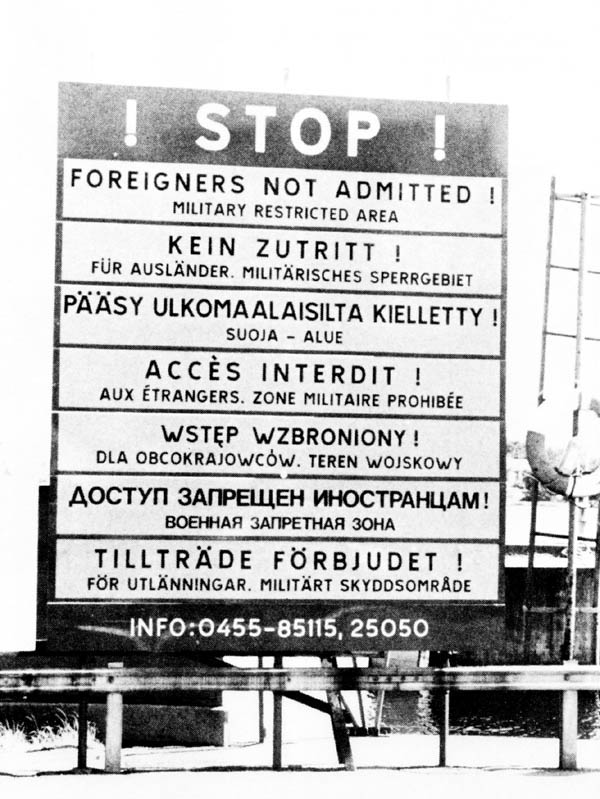 ! STOP !
FOREIGNERS NOT ADMITTED !
MILITARY RESTRICTED AREA
KEIN ZUTRITT !
FÜR AUSLÄNDER. MILITÄRISCHES SPERRGEBIET
PÄÄSY ULKOMAALAISILTA KIELLETTY !
SUOJA - ALUE
ACCÈS INTERDIT !
AUX ÉTRANGERS. ZONE MILITAIRE PROHIBÉE
WSTĘP WZBRONIONY !
DLA OBCOKRAJOWCÓW. TEREN WOJSKOWY
ДОСТУП ЗАПРЕЩЕН ИНОСТРАНЦАМ!
ВОЕННАЯ ЗАПРЕТНАЯ ЗОНА
TILLTRÄDE FÖRBJUDET !
FÖR UTLÄNNINGAR. MILITÄRT SKYDDSOMRÅDE
INFO:0455-85115, 25050